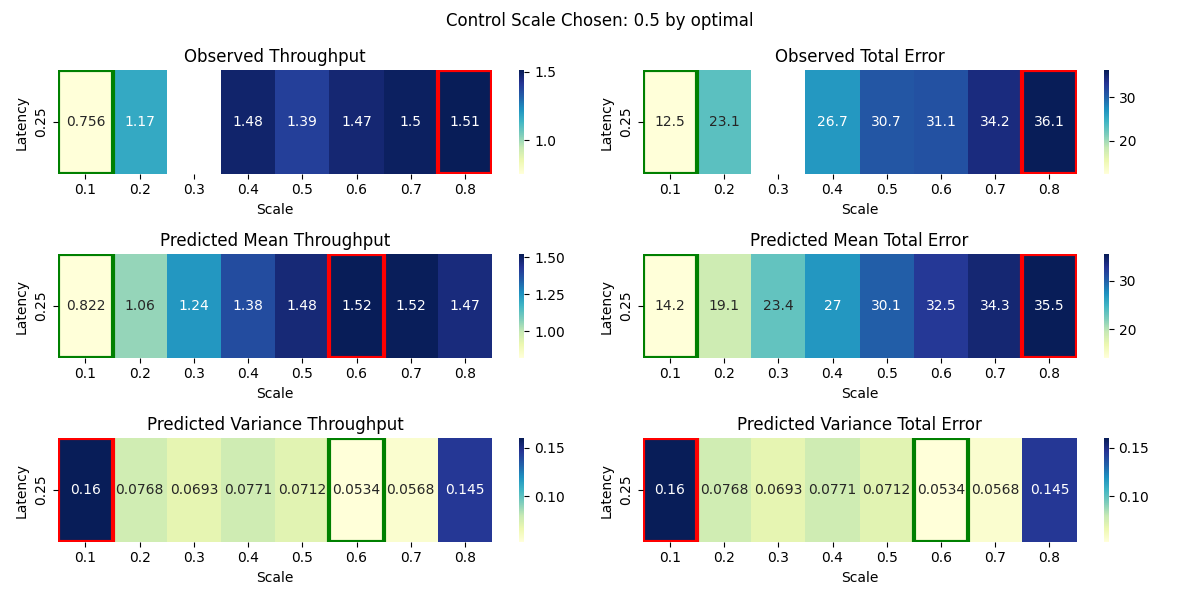 Control Scale Chosen: 0.5 by optimal
Observed Throughput
Latency
0.25
0.756 1.17 1.48 1.39 1.47 1.5 1.51
0.1 0.2 0.3 0.4 0.5 0.6 0.7 0.8
Scale
1.5
1.0
Observed Total Error
Latency
0.25
12.5 23.1 26.7 30.7 31.1 34.2 36.1
0.1 0.2 0.3 0.4 0.5 0.6 0.7 0.8
Scale
30
20
Predicted Mean Throughput
Latency
0.25
0.822 1.06 1.24 1.38 1.48 1.52 1.52 1.47
0.1 0.2 0.3 0.4 0.5 0.6 0.7 0.8
Scale
1.50
1.25
1.00
Predicted Mean Total Error
Latency
0.25
14.2 19.1 23.4 27 30.1 32.5 34.3 35.5
0.1 0.2 0.3 0.4 0.5 0.6 0.7 0.8
Scale
30
20
Predicted Variance Throughput
Latency
0.25
0.16 0.0768 0.0693 0.0771 0.0712 0.0534 0.0568 0.145
0.1 0.2 0.3 0.4 0.5 0.6 0.7 0.8
Scale
0.15
0.10
Predicted Variance Total Error
Latency
0.25
0.16 0.0768 0.0693 0.0771 0.0712 0.0534 0.0568 0.145
0.1 0.2 0.3 0.4 0.5 0.6 0.7 0.8
Scale
0.15
0.10